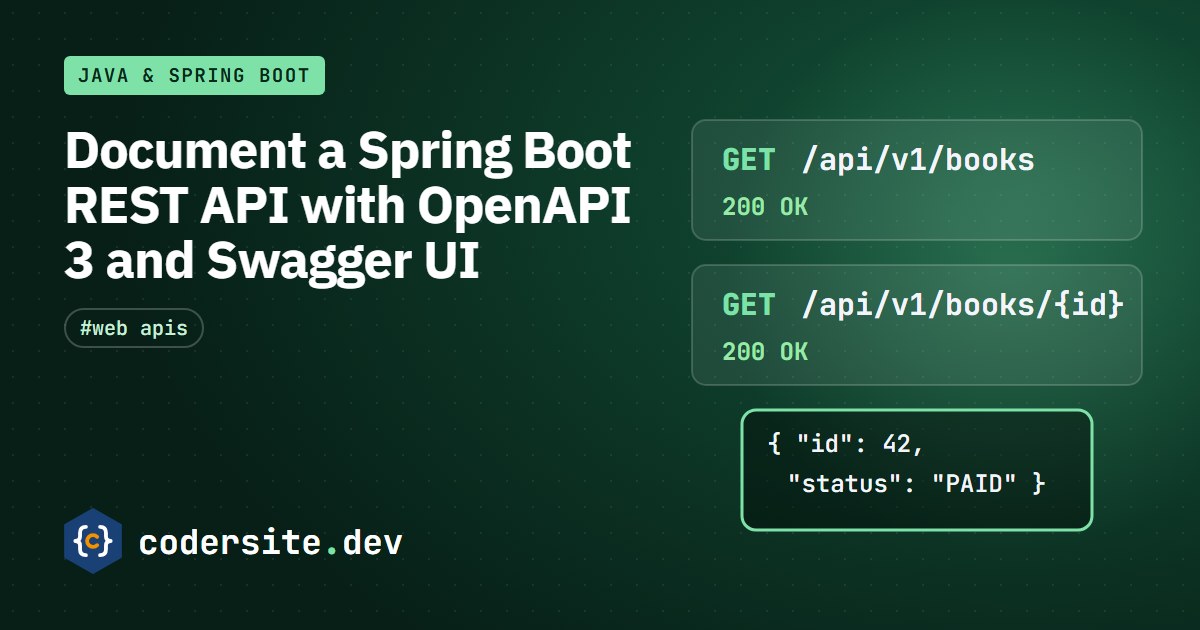 JAVA & SPRING BOOT
Document a Spring Boot
REST API with OpenAPI
3 and Swagger UI
#web apis
GET /api/v1/books
200 OK
GET /api/v1/books/{id}
200 OK
{ "id": 42,
"status": "PAID" }
{c}
codersite.dev